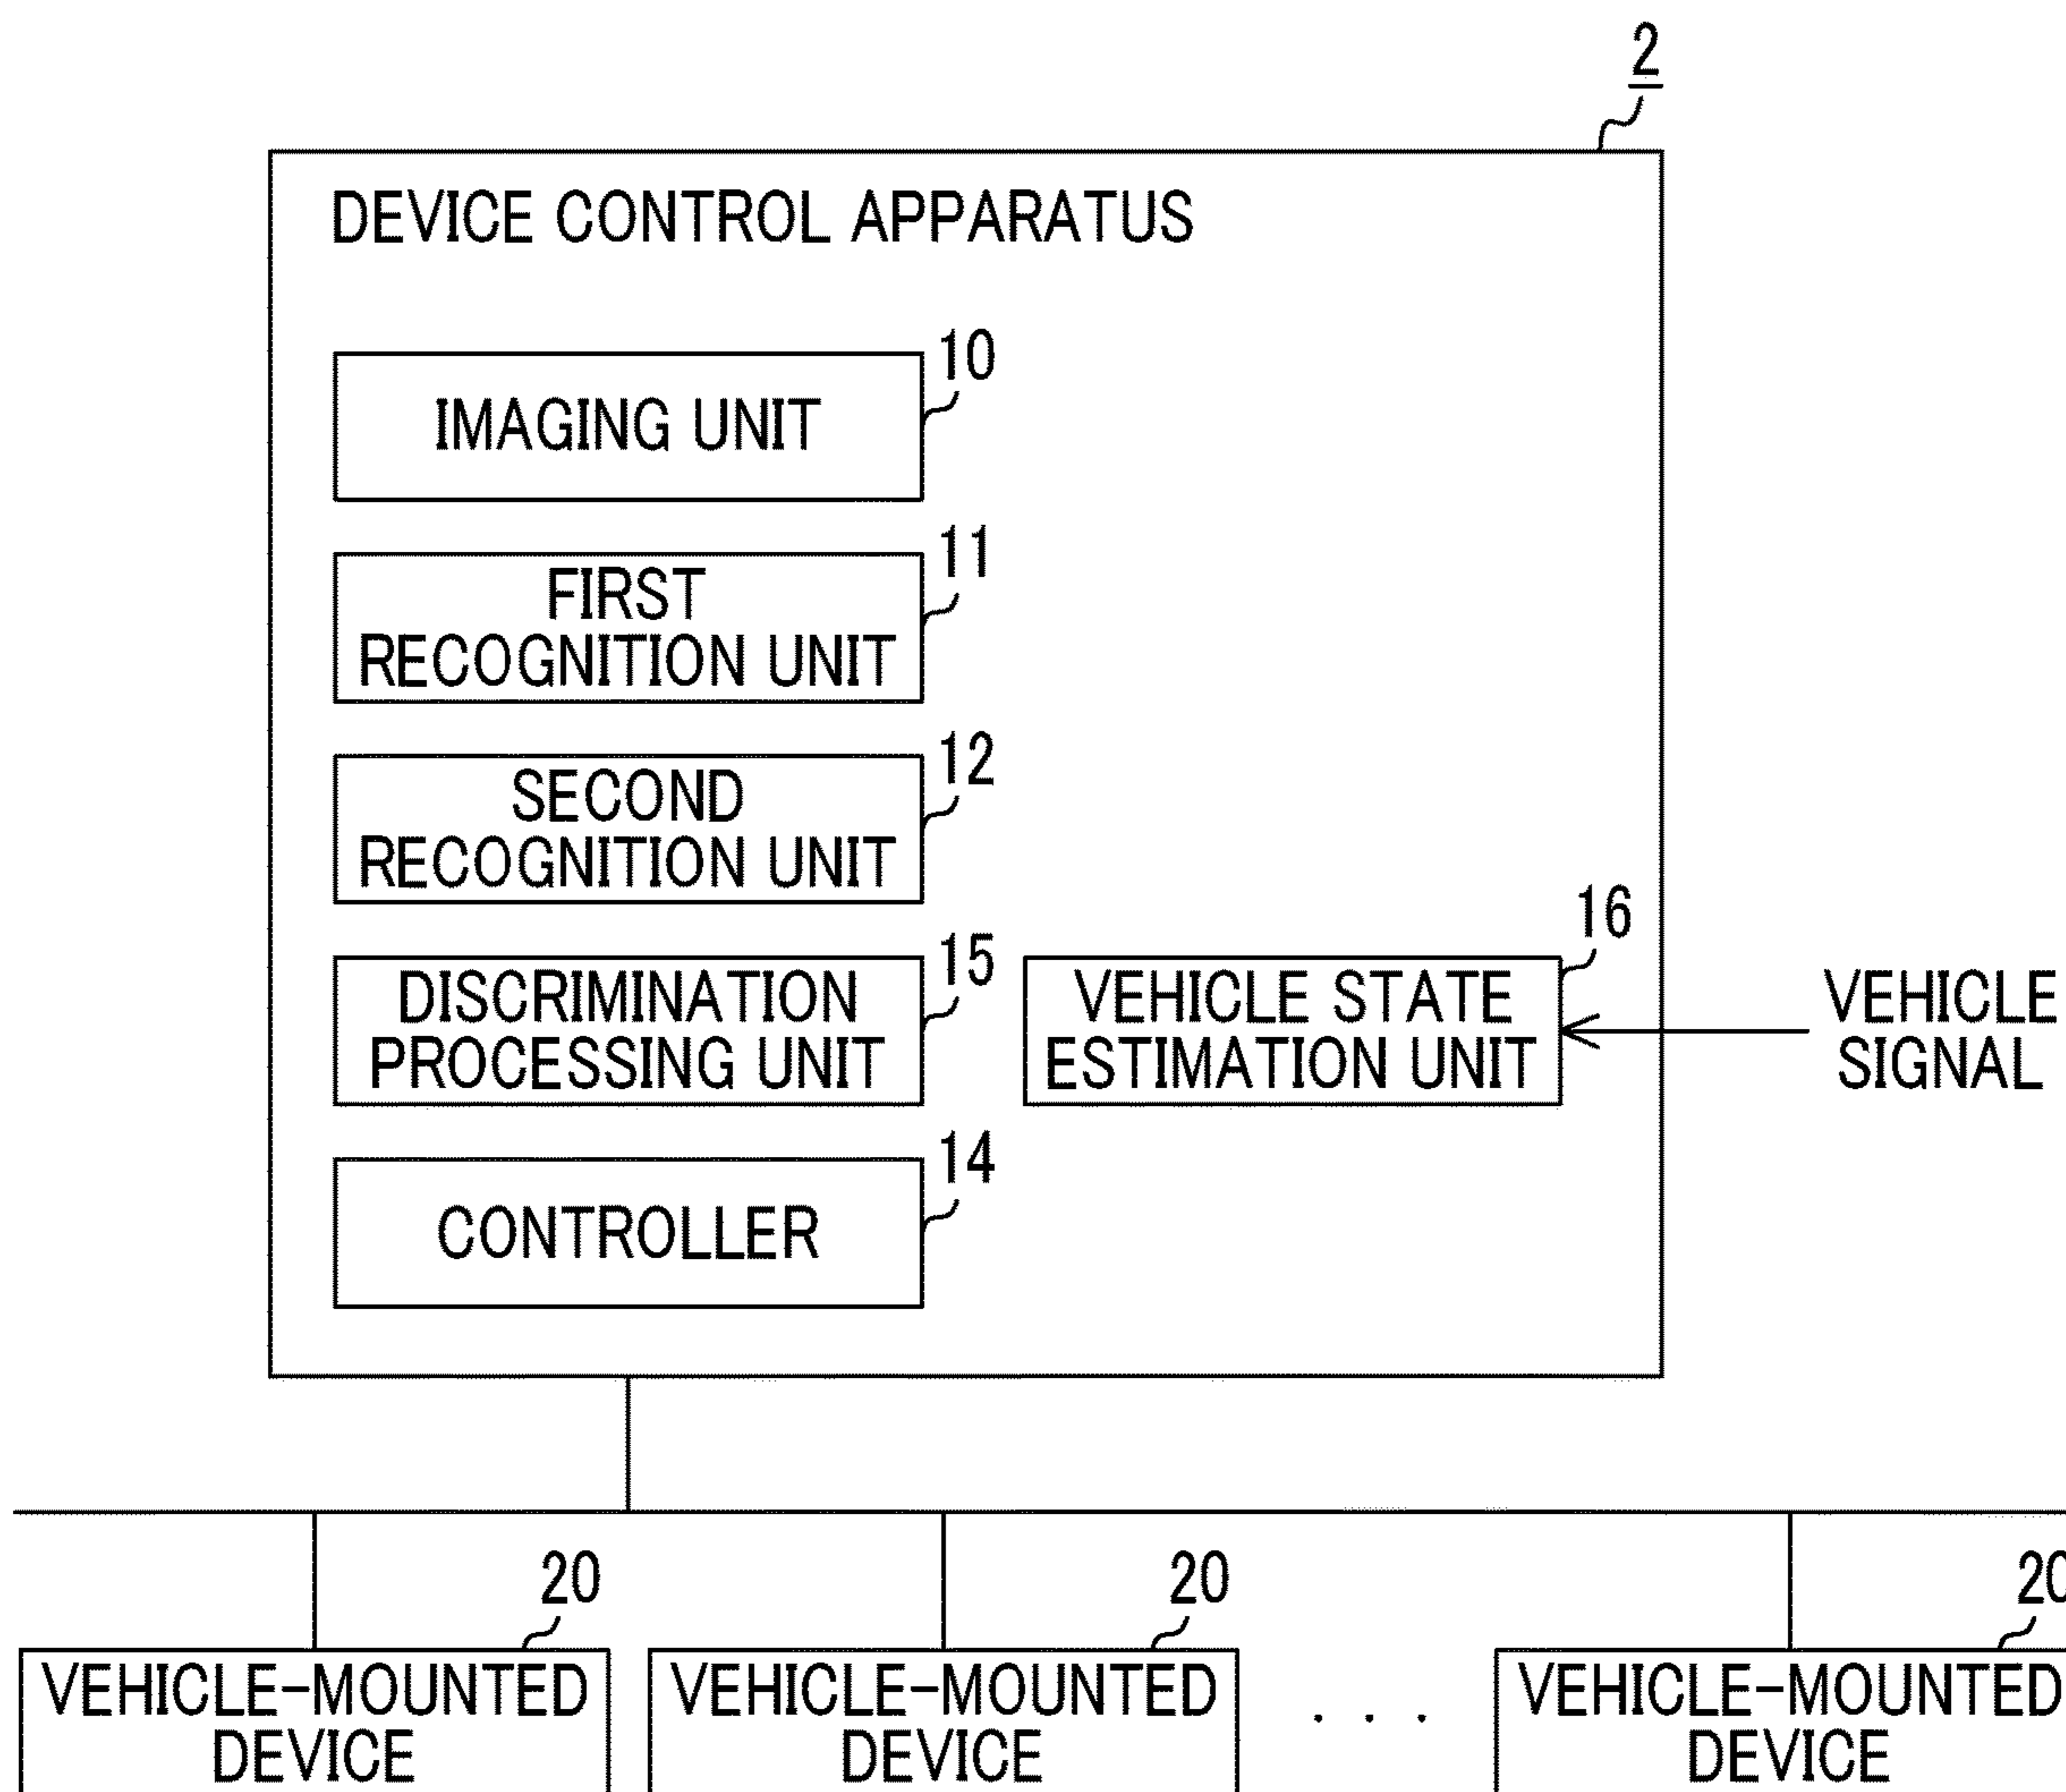 2
DEVICE CONTROL APPARATUS
10
IMAGING UNIT
11
FIRST
RECOGNITION UNIT
12
SECOND
RECOGNITION UNIT
15
DISCRIMINATION
PROCESSING UNIT
16
VEHICLE STATE
ESTIMATION UNIT
VEHICLE
SIGNAL
14
CONTROLLER
20
VEHICLE-MOUNTED
DEVICE
20
VEHICLE-MOUNTED
DEVICE
. . .
20
VEHICLE-MOUNTED
DEVICE